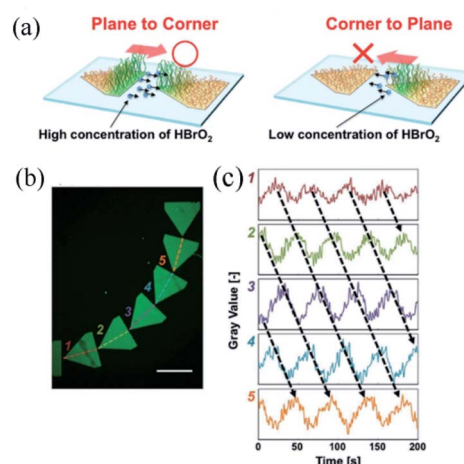 (a)
Plane to Corner
Corner to Plane
High concentration of HBrO₂
Low concentration of HBrO₂
(b)
1
2
3
4
5
(c)
1
2
3
4
5
Gray Value [-]
0 50 100 150 200
Time [s]